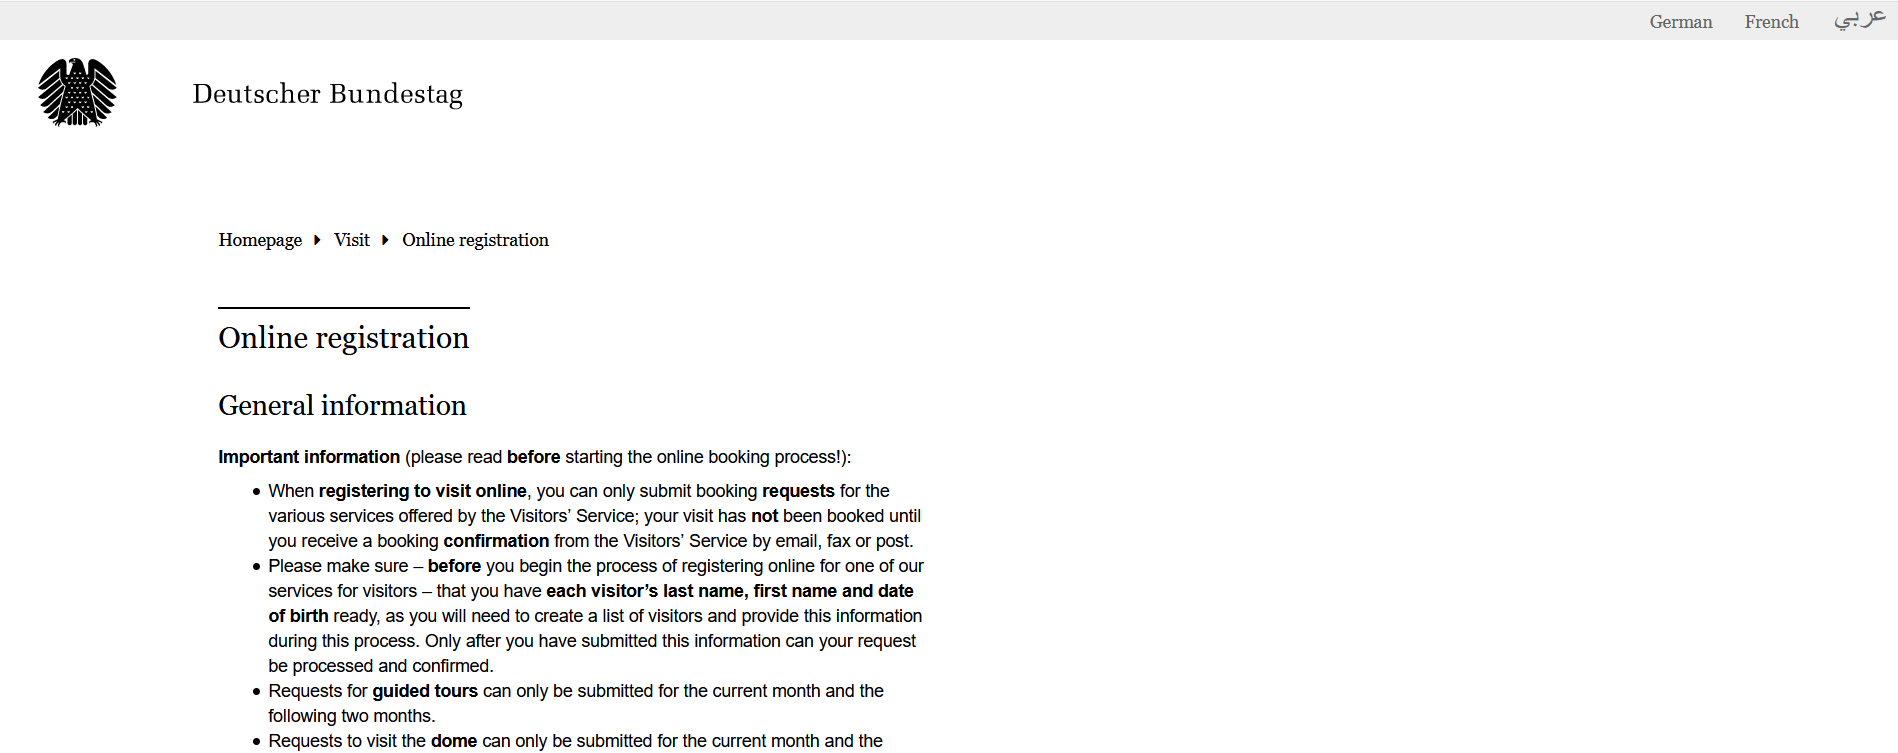 German French عربي
Deutscher Bundestag
Homepage Visit Online registration
Online registration
General information
Important information (please read before starting the online booking process!):
When registering to visit online, you can only submit booking requests for the
various services offered by the Visitors’ Service; your visit has not been booked until
you receive a booking confirmation from the Visitors’ Service by email, fax or post.
Please make sure – before you begin the process of registering online for one of our
services for visitors – that you have each visitor’s last name, first name and date
of birth ready, as you will need to create a list of visitors and provide this information
during this process. Only after you have submitted this information can your request
be processed and confirmed.
Requests for guided tours can only be submitted for the current month and the
following two months.
Requests to visit the dome can only be submitted for the current month and the